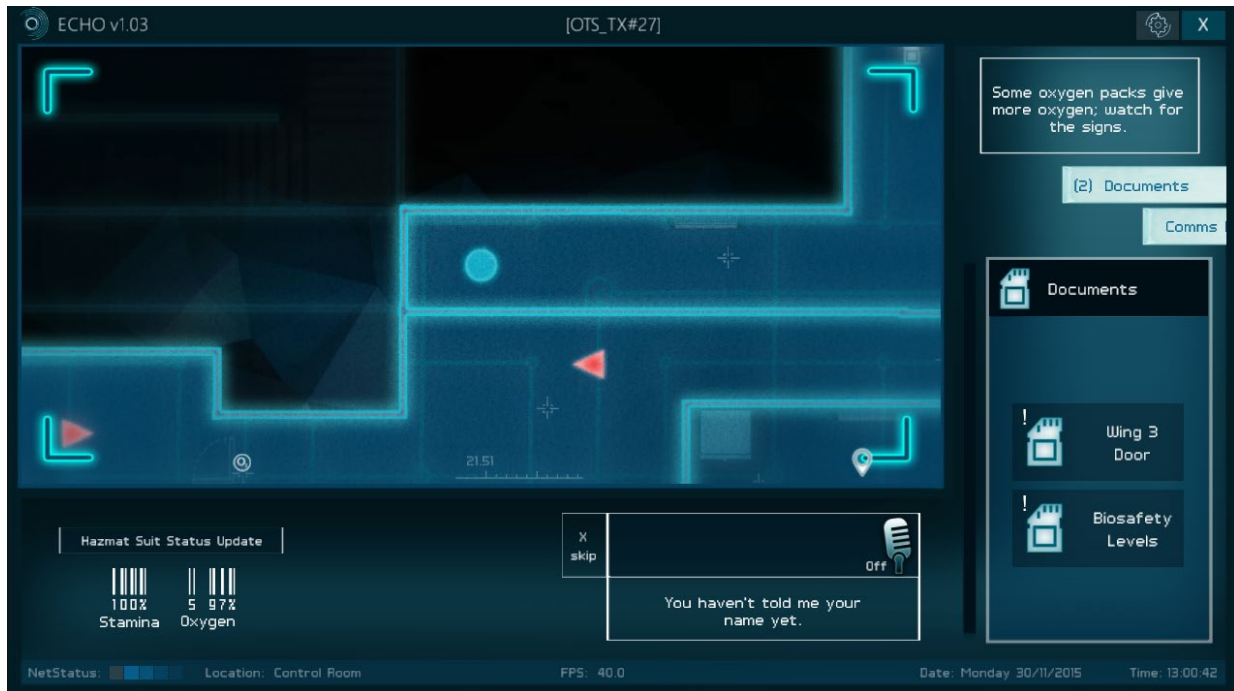 ECHO v1.03
[OTS_TX#27]
X
Some oxygen packs give
more oxygen; watch for
the signs.
(2) Documents
Comms
Documents
Wing 3
Door
Biosafety
Levels
!
!
21.51
Hazmat Suit Status Update
100%
Stamina
5 97%
Oxygen
X
skip
Off
You haven't told me your
name yet.
NetStatus:
Location: Control Room
FPS: 40.0
Date: Monday 30/11/2015
Time: 13:00:42